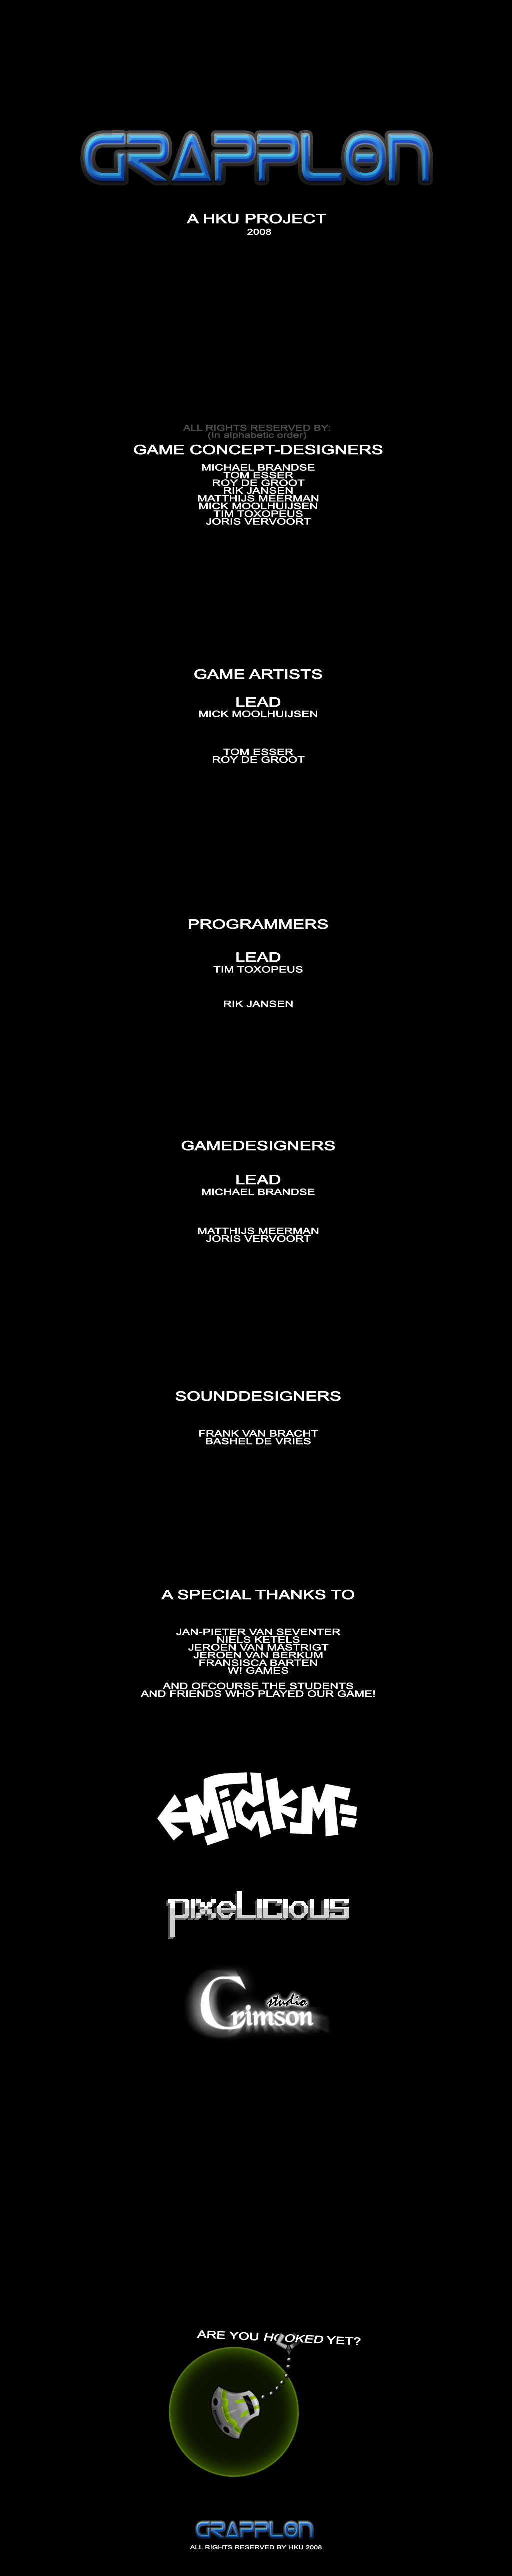 GRAPPLON
A HKU PROJECT
2008
ALL RIGHTS RESERVED BY:
(In alphabetic order)
GAME CONCEPT-DESIGNERS
MICHAEL BRANDSE
TOM ESSER
ROY DE GROOT
RIK JANSEN
MATTHIJS MEERMAN
MICK MOOLHUIJSEN
TIM TOXOPEUS
JORIS VERVOORT
GAME ARTISTS
LEAD
MICK MOOLHUIJSEN
TOM ESSER
ROY DE GROOT
PROGRAMMERS
LEAD
TIM TOXOPEUS
RIK JANSEN
GAMEDESIGNERS
LEAD
MICHAEL BRANDSE
MATTHIJS MEERMAN
JORIS VERVOORT
SOUNDDESIGNERS
FRANK VAN BRACHT
BASHEL DE VRIES
A SPECIAL THANKS TO
JAN-PIETER VAN SEVENTER
NIELS KETELS
JEROEN VAN MASTRIGT
JEROEN VAN BERKUM
FRANSISCA BARTEN
W! GAMES
AND OFCOURSE THE STUDENTS
AND FRIENDS WHO PLAYED OUR GAME!
MickM
PIXELICIOUS
Crimson studio
ARE YOU HOOKED YET?
GRAPPLON
ALL RIGHTS RESERVED BY HKU 2008